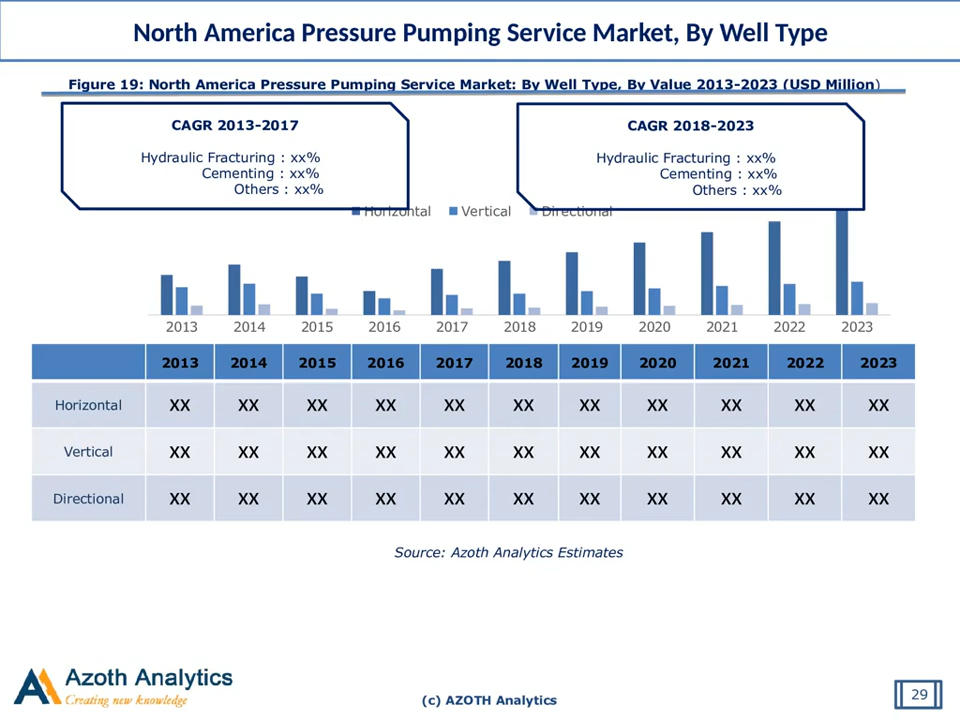 North America Pressure Pumping Service Market, By Well Type
Figure 19: North America Pressure Pumping Service Market: By Well Type, By Value 2013-2023 (USD Million)
CAGR 2013-2017
Hydraulic Fracturing : xx%
Cementing : xx%
Others : xx%
CAGR 2018-2023
Hydraulic Fracturing : xx%
Cementing : xx%
Others : xx%
Horizontal Vertical Directional
2013 2014 2015 2016 2017 2018 2019 2020 2021 2022 2023
2013 2014 2015 2016 2017 2018 2019 2020 2021 2022 2023
Horizontal XX XX XX XX XX XX XX XX XX XX XX
Vertical XX XX XX XX XX XX XX XX XX XX XX
Directional XX XX XX XX XX XX XX XX XX XX XX
Source: Azoth Analytics Estimates
Azoth Analytics
Creating new knowledge
(c) AZOTH Analytics
29